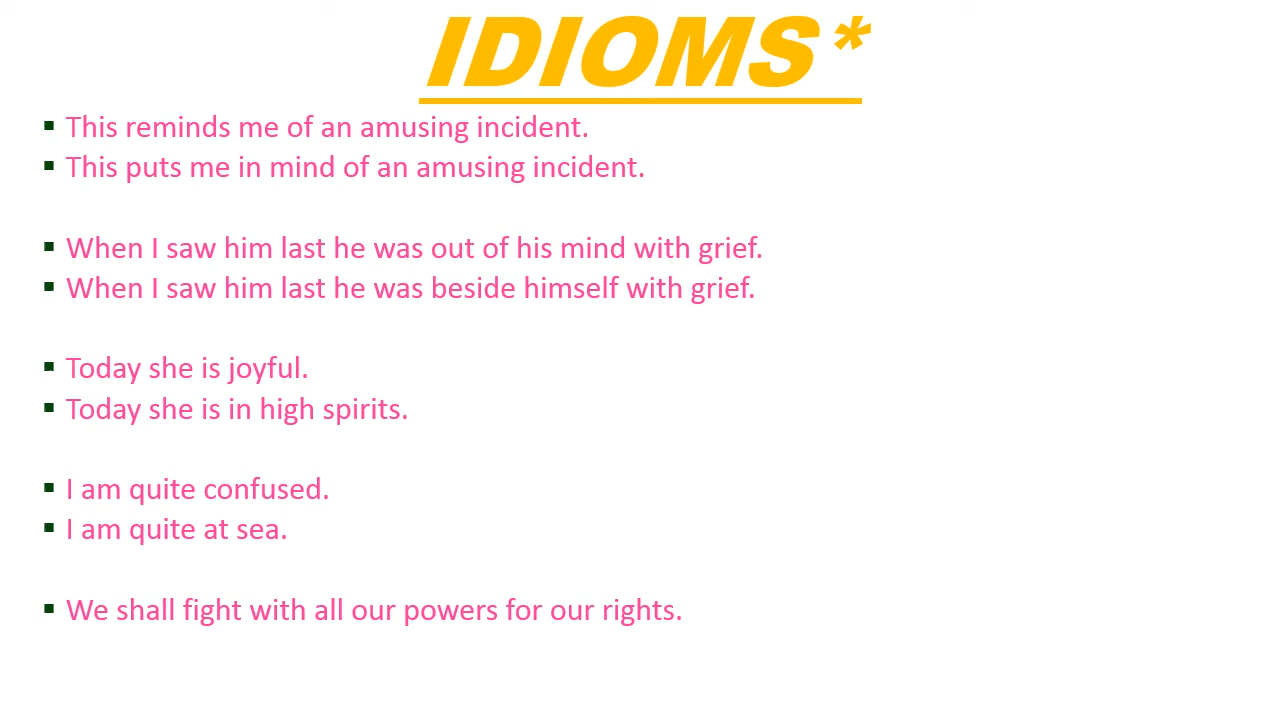 IDIOMS*
▪ This reminds me of an amusing incident.
▪ This puts me in mind of an amusing incident.
▪ When I saw him last he was out of his mind with grief.
▪ When I saw him last he was beside himself with grief.
▪ Today she is joyful.
▪ Today she is in high spirits.
▪ I am quite confused.
▪ I am quite at sea.
▪ We shall fight with all our powers for our rights.